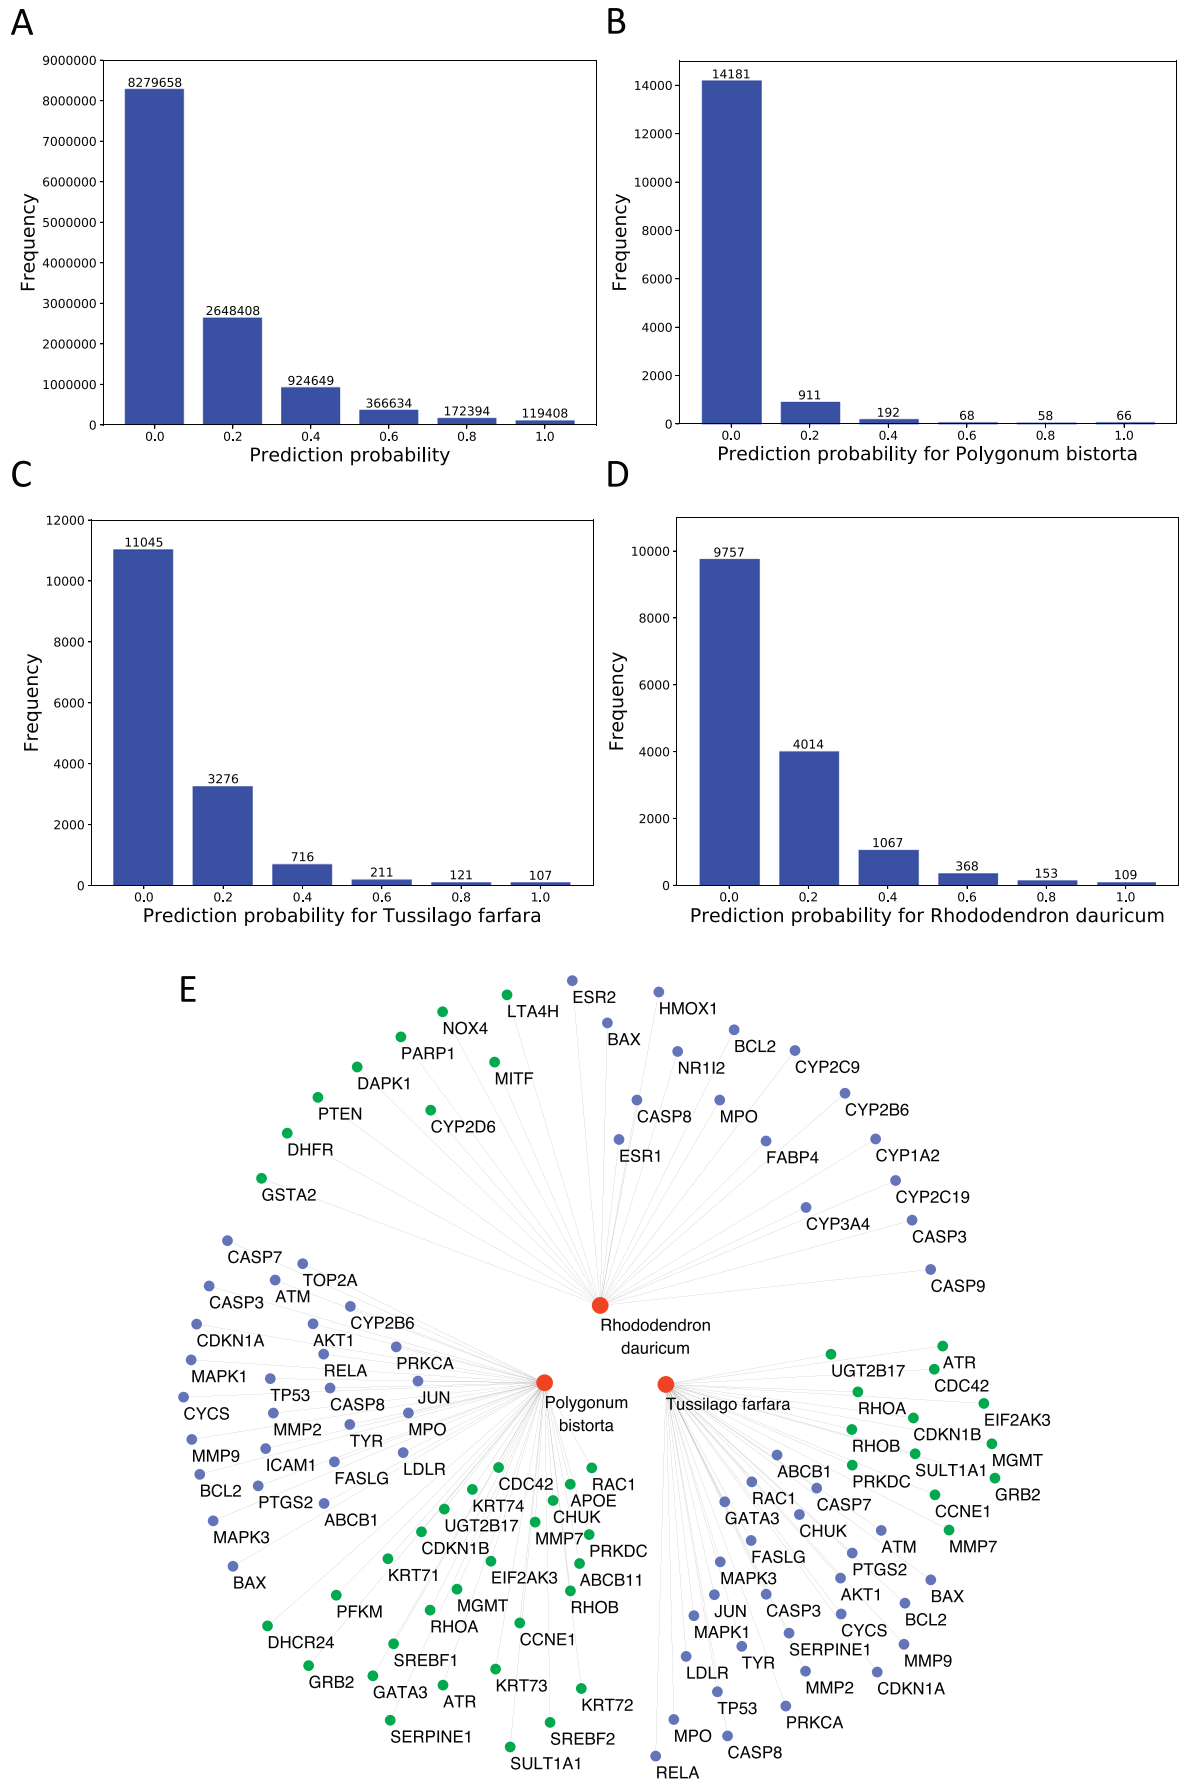 A
9000000
8000000
7000000
6000000
5000000
4000000
3000000
2000000
1000000
0
Frequency
8279658
2648408
924649
366634
172394
119408
0.0 0.2 0.4 0.6 0.8 1.0
Prediction probability
B
14000
12000
10000
8000
6000
4000
2000
0
Frequency
14181
911
192
68
58
66
0.0 0.2 0.4 0.6 0.8 1.0
Prediction probability for Polygonum bistorta
C
12000
10000
8000
6000
4000
2000
0
Frequency
11045
3276
716
211
121
107
0.0 0.2 0.4 0.6 0.8 1.0
Prediction probability for Tussilago farfara
D
10000
8000
6000
4000
2000
0
Frequency
9757
4014
1067
368
153
109
0.0 0.2 0.4 0.6 0.8 1.0
Prediction probability for Rhododendron dauricum
E
LTA4H
NOX4
PARP1
MITF
DAPK1
PTEN
CYP2D6
DHFR
GSTA2
ESR2
HMOX1
BAX
BCL2
NR1I2
CYP2C9
CASP8
MPO
CYP2B6
ESR1
FABP4
CYP1A2
CYP2C19
CYP3A4
CASP3
CASP9
Rhododendron
dauricum
CASP7
TOP2A
ATM
CASP3
CYP2B6
CDKN1A
AKT1
RELA
PRKCA
MAPK1
TP53
CASP8
JUN
CYCS
MMP2
TYR
MPO
MMP9
ICAM1
FASLG
LDLR
BCL2
PTGS2
ABCB1
MAPK3
BAX
Polygonum
bistorta
CDC42
RAC1
KRT74
APOE
CHUK
UGT2B17
MMP7
CDKN1B
PRKDC
KRT71
EIF2AK3
ABCB11
PFKM
MGMT
RHOB
RHOA
CCNE1
DHCR24
SREBF1
GRB2
GATA3
ATR
KRT73
KRT72
SERPINE1
SREBF2
SULT1A1
Tussilago farfara
UGT2B17
ATR
CDC42
RHOA
EIF2AK3
CDKN1B
RHOB
MGMT
SULT1A1
PRKDC
GRB2
CCNE1
MMP7
ABCB1
RAC1
CASP7
GATA3
CHUK
ATM
FASLG
PTGS2
MAPK3
AKT1
BAX
JUN
CASP3
BCL2
MAPK1
CYCS
SERPINE1
TYR
MMP9
LDLR
MMP2
CDKN1A
TP53
PRKCA
MPO
CASP8
RELA